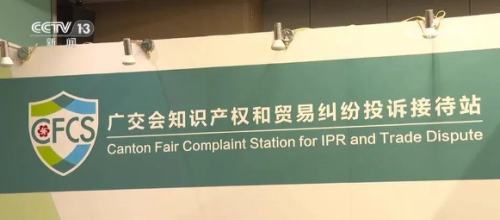 CCTV 13
新闻
CFCS
广交会知识产权和贸易纠纷投诉接待站
Canton Fair Complaint Station for IPR and Trade Dispute